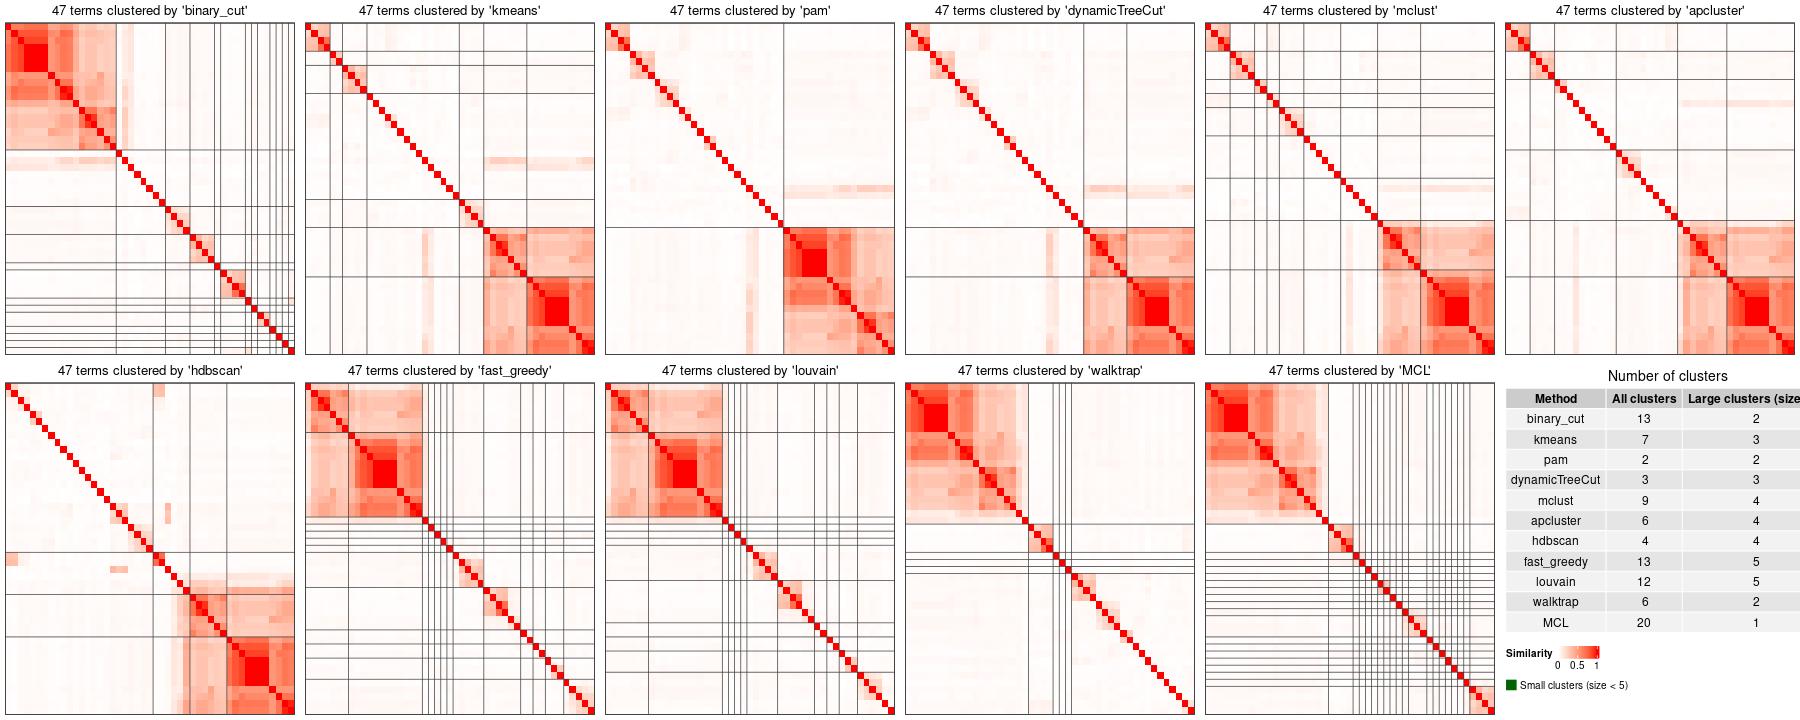 47 terms clustered by 'binary_cut'
47 terms clustered by 'kmeans'
47 terms clustered by 'pam'
47 terms clustered by 'dynamicTreeCut'
47 terms clustered by 'mclust'
47 terms clustered by 'apcluster'
47 terms clustered by 'hdbscan'
47 terms clustered by 'fast_greedy'
47 terms clustered by 'louvain'
47 terms clustered by 'walktrap'
47 terms clustered by 'MCL'
Number of clusters
Method All clusters Large clusters (size
binary_cut 13 2
kmeans 7 3
pam 2 2
dynamicTreeCut 3 3
mclust 9 4
apcluster 6 4
hdbscan 4 4
fast_greedy 13 5
louvain 12 5
walktrap 6 2
MCL 20 1
Similarity
0 0.5 1
Small clusters (size < 5)